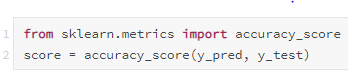 1 from sklearn.metrics import accuracy_score
2 score = accuracy_score(y_pred, y_test)